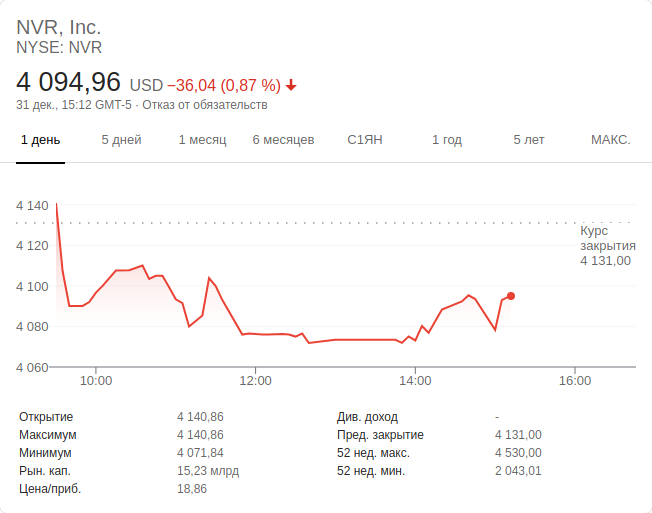 NVR, Inc.
NYSE: NVR
4 094,96 USD −36,04 (0,87 %)
31 дек., 15:12 GMT-5 · Отказ от обязательств
1 день 5 дней 1 месяц 6 месяцев С1ЯН 1 год 5 лет МАКС.
4 140
Курс
закрытия
4 131,00
4 120
4 100
4 080
4 060
10:00 12:00 14:00 16:00
Открытие 4 140,86 Див. доход -
Максимум 4 140,86 Пред. закрытие 4 131,00
Минимум 4 071,84 52 нед. макс. 4 530,00
Рын. кап. 15,23 млрд 52 нед. мин. 2 043,01
Цена/приб. 18,86